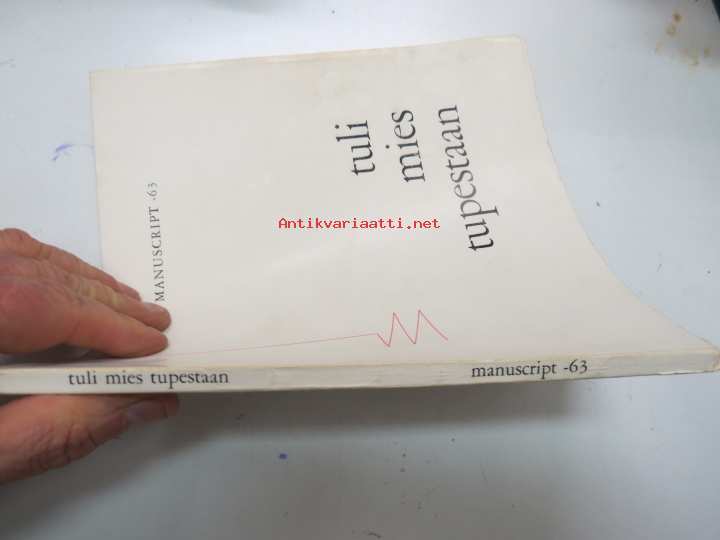 MANUSCRIPT -63
tuli
mies
tupestaan
Antikvariaatti.net
tuli mies tupestaan
manuscript -63